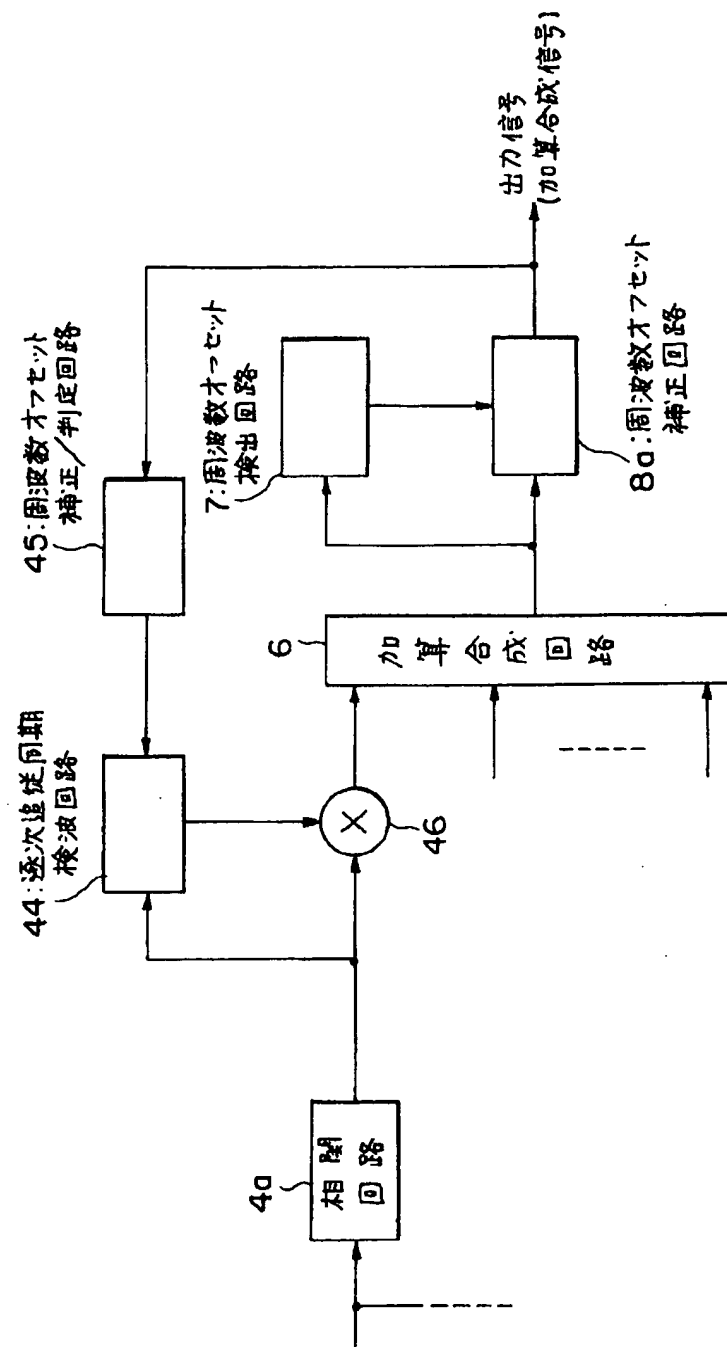 45:周波数オフセット
補正/判定回路
44:逐次追従同期
検波回路
7:周波数オフセット
検出回路
出力信号
(加算合成信号)
8a:周波数オフセット
補正回路
6
加算合成回路
46
4a
相関
回路